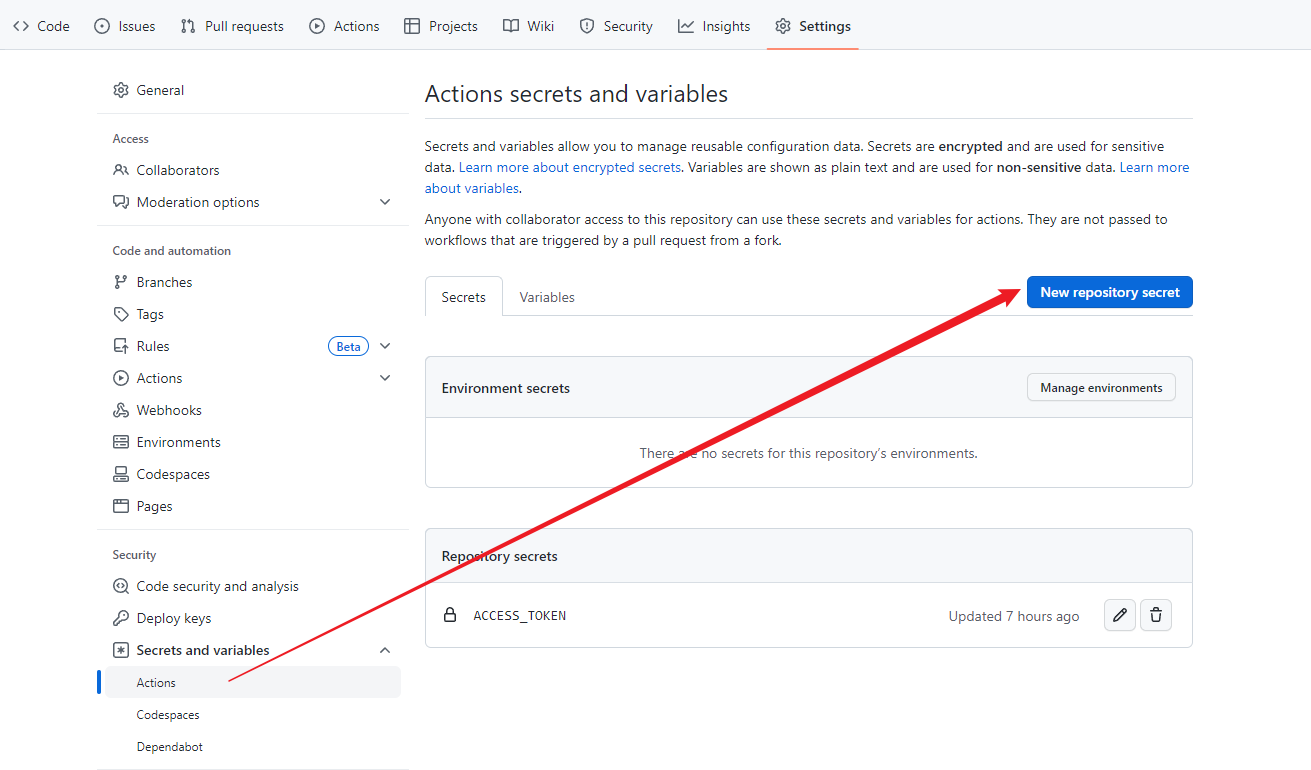 Code Issues Pull requests Actions Projects Wiki Security Insights Settings
General
Access
Collaborators
Moderation options
Code and automation
Branches
Tags
Rules Beta
Actions
Webhooks
Environments
Codespaces
Pages
Security
Code security and analysis
Deploy keys
Secrets and variables
Actions
Codespaces
Dependabot
Actions secrets and variables
Secrets and variables allow you to manage reusable configuration data. Secrets are encrypted and are used for sensitive
data. Learn more about encrypted secrets. Variables are shown as plain text and are used for non-sensitive data. Learn more
about variables.
Anyone with collaborator access to this repository can use these secrets and variables for actions. They are not passed to
workflows that are triggered by a pull request from a fork.
Secrets Variables New repository secret
Environment secrets Manage environments
There are no secrets for this repository’s environments.
Repository secrets
ACCESS_TOKEN Updated 7 hours ago